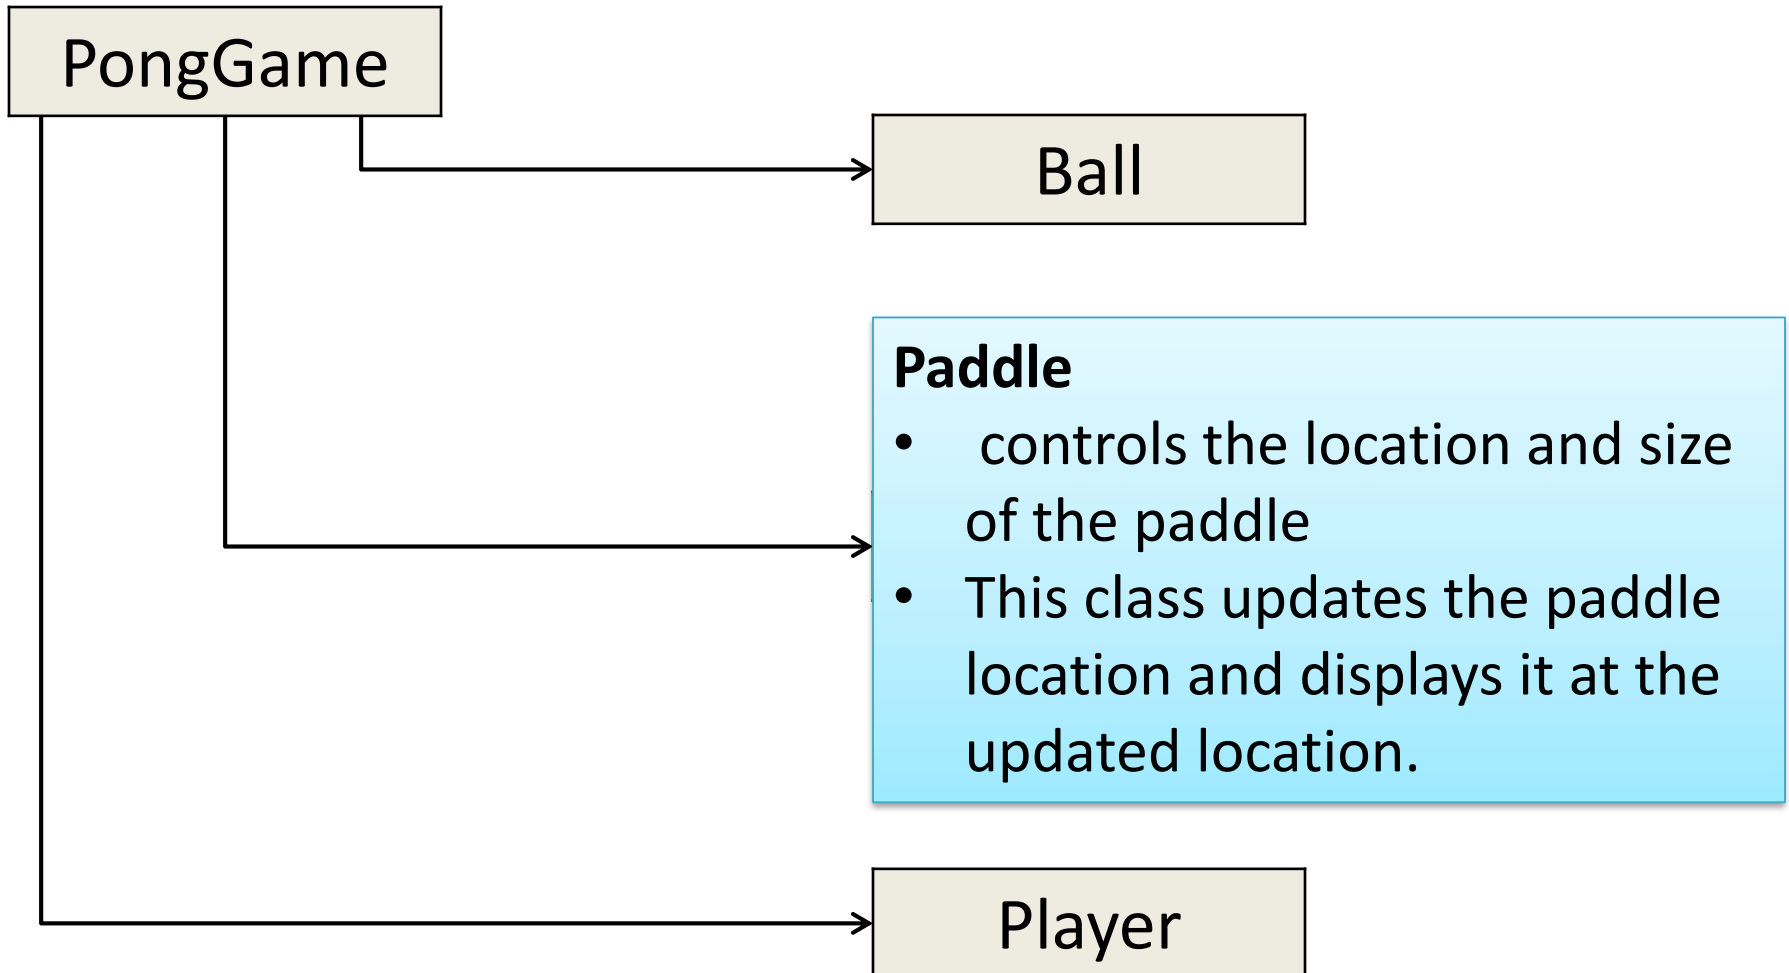 PongGame
Ball
Paddle
• controls the location and size
of the paddle
• This class updates the paddle
location and displays it at the
updated location.
Player